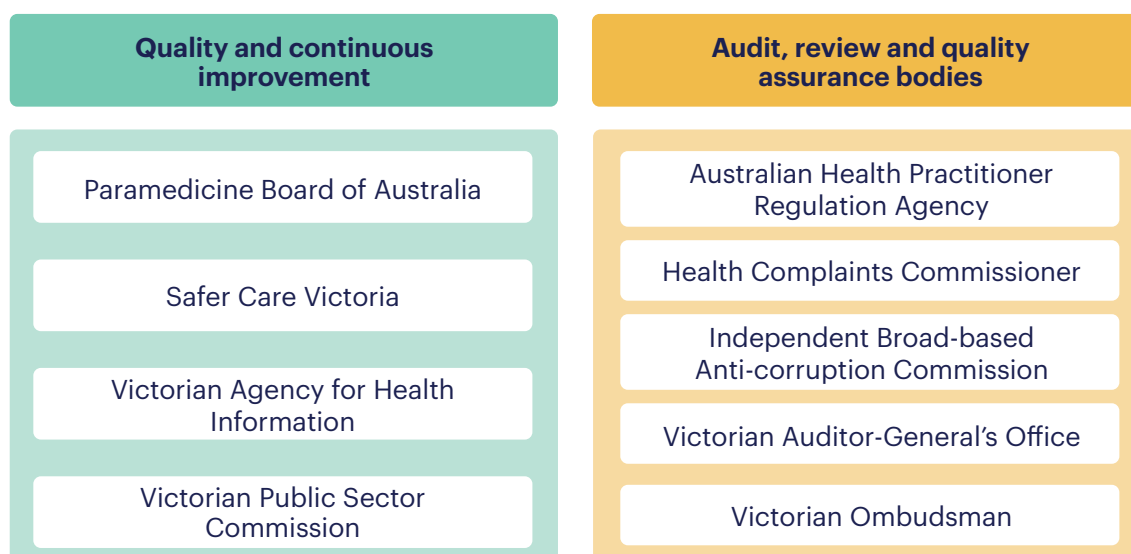 Quality and continuous
improvement
Paramedicine Board of Australia
Safer Care Victoria
Victorian Agency for Health
Information
Victorian Public Sector
Commission
Audit, review and quality
assurance bodies
Australian Health Practitioner
Regulation Agency
Health Complaints Commissioner
Independent Broad-based
Anti-corruption Commission
Victorian Auditor-General’s Office
Victorian Ombudsman